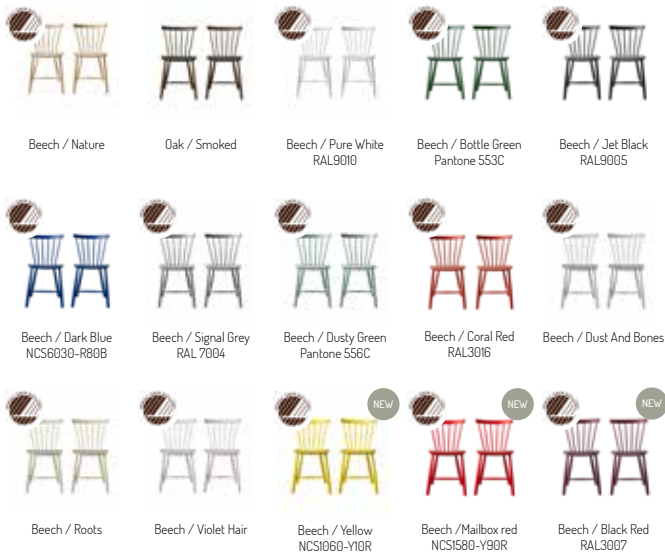 Beech / Nature
Oak / Smoked
Beech / Pure White
RAL9010
Beech / Bottle Green
Pantone 553C
Beech / Jet Black
RAL9005
Beech / Dark Blue
NCS6030-R80B
Beech / Signal Grey
RAL 7004
Beech / Dusty Green
Pantone 556C
Beech / Coral Red
RAL3016
Beech / Dust And Bones
NEW
NEW
NEW
Beech / Roots
Beech / Violet Hair
Beech / Yellow
NCS1060-Y10R
Beech /Mailbox red
NCS1580-Y90R
Beech / Black Red
RAL3007